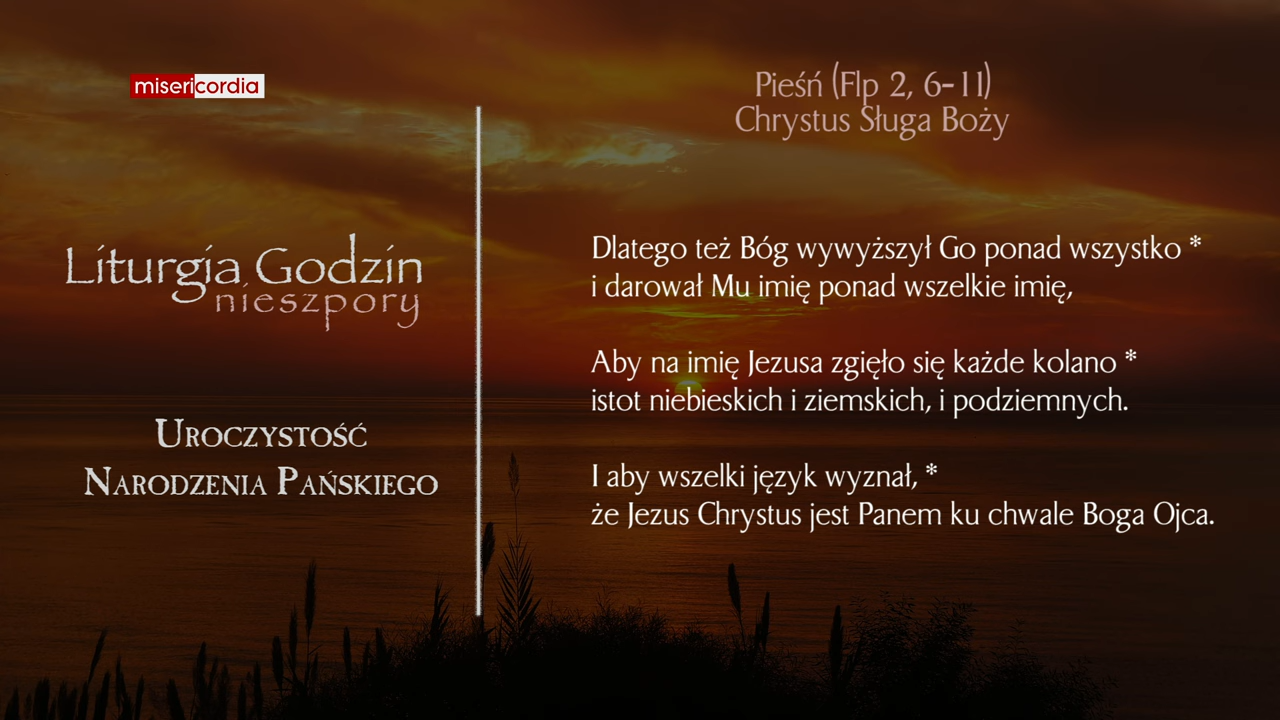 misericordia
Liturgia Godzin
nieszpory
Uroczystość
Narodzenia Pańskiego
Pieśń (Flp 2, 6-11)
Chrystus Sługa Boży
Dlatego też Bóg wywyższył Go ponad wszystko *
i darował Mu imię ponad wszelkie imię,
Aby na imię Jezusa zgięło się każde kolano *
istot niebieskich i ziemskich, i podziemnych.
I aby wszelki język wyznał, *
że Jezus Chrystus jest Panem ku chwale Boga Ojca.